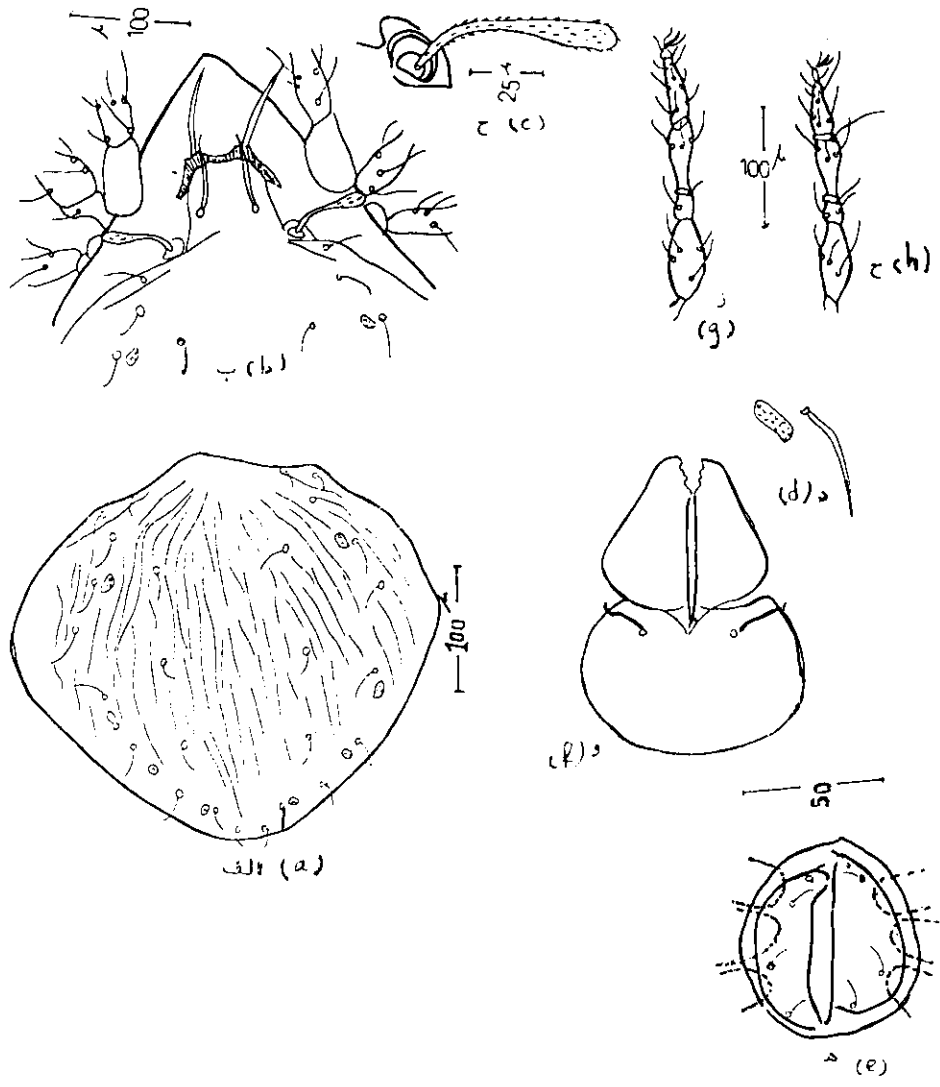 100 μ
25 μ
ح (c)
100 μ
ح (h)
ز
(g)
ب (b)
د (d)
100 μ
و (f)
الف (a)
50
ه (e)